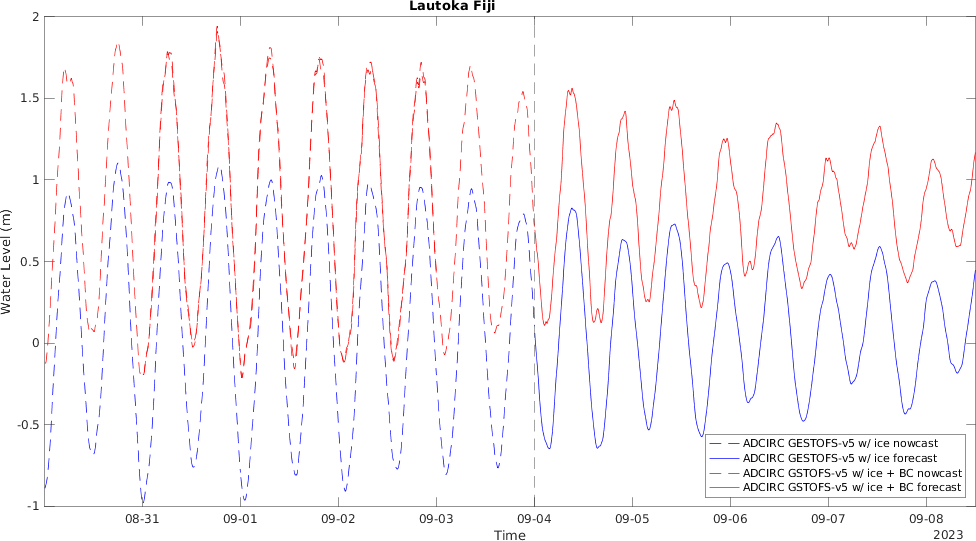 Lautoka Fiji
2
1.5
1
0.5
0
-0.5
-1
Water Level (m)
ADCIRC GESTOFS-v5 w/ ice nowcast
ADCIRC GESTOFS-v5 w/ ice forecast
ADCIRC GSTOFS-v5 w/ ice + BC nowcast
ADCIRC GSTOFS-v5 w/ ice + BC forecast
08-31 09-01 09-02 09-03 09-04 09-05 09-06 09-07 09-08
Time
2023